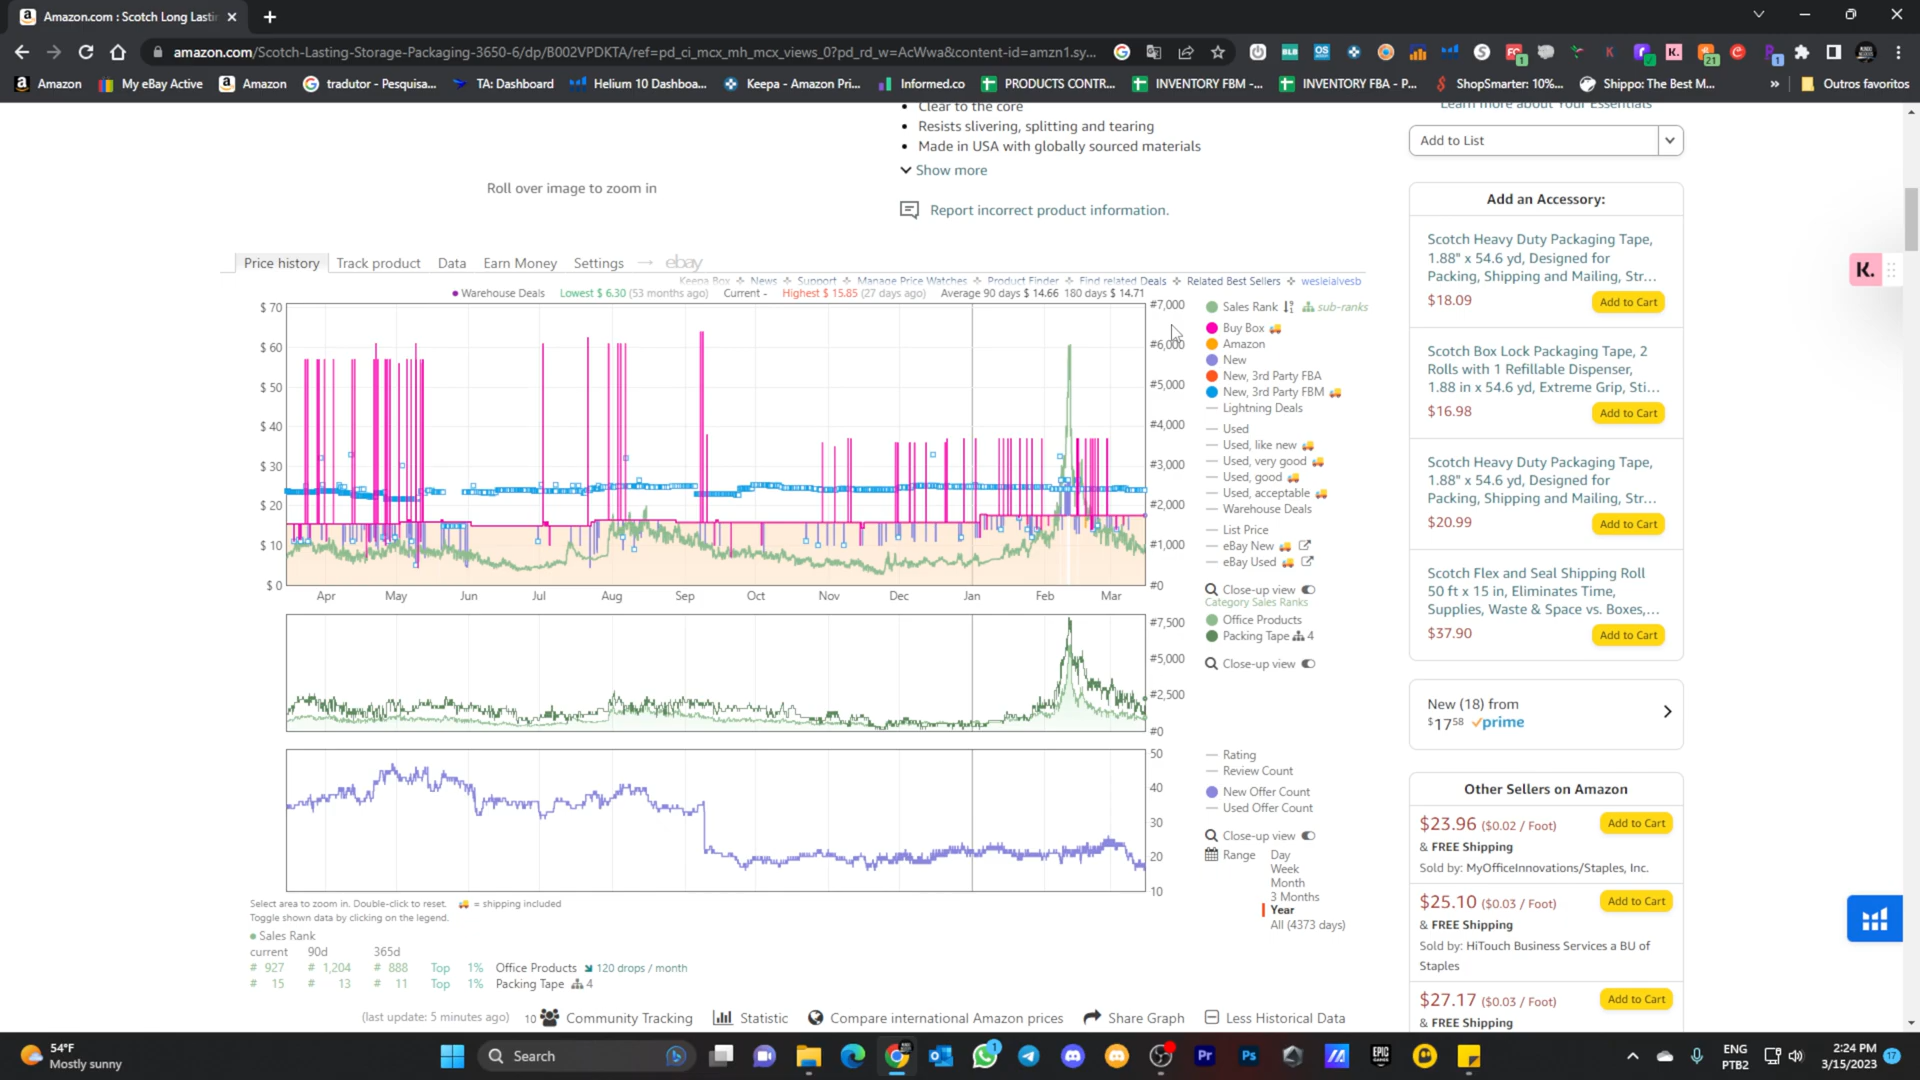 Amazon.com : Scotch Long Lasti
amazon.com/Scotch-Lasting-Storage-Packaging-3650-6/dp/B002VPDKTA/ref=pd_ci_mcx_mh_mcx_views_0?pd_rd_w=AcWwa&content-id=amzn1.sy...
Amazon
My eBay Active
Amazon
tradutor - Pesquisa...
TA: Dashboard
Helium 10 Dashboa...
Keepa - Amazon Pri...
Informed.co
PRODUCTS CONTR...
INVENTORY FBM -...
INVENTORY FBA - P...
ShopSmarter: 10%...
Shippo: The Best M...
»
Outros favoritos
Clear to the core
Resists slivering, splitting and tearing
Made in USA with globally sourced materials
Show more
Roll over image to zoom in
Report incorrect product information.
Learn more about Your Essentials
Add to List
Price history
Track product
Data
Earn Money
Settings
ebay
Keepa Box
News
Support
Manage Price Watches
Product Finder
Find related Deals
Related Best Sellers
weslelalvesb
Warehouse Deals
Lowest $ 6.30 (53 months ago)
Current -
Highest $ 15.85 (27 days ago)
Average 90 days $ 14.66 180 days $ 14.71
$ 70
$ 60
$ 50
$ 40
$ 30
$ 20
$ 10
$ 0
#7,000
#6,000
#5,000
#4,000
#3,000
#2,000
#1,000
#0
Apr
May
Jun
Jul
Aug
Sep
Oct
Nov
Dec
Jan
Feb
Mar
Sales Rank
sub-ranks
Buy Box
Amazon
New
New, 3rd Party FBA
New, 3rd Party FBM
Lightning Deals
Used
Used, like new
Used, very good
Used, good
Used, acceptable
Warehouse Deals
List Price
eBay New
eBay Used
Close-up view
Category Sales Ranks
Office Products
Packing Tape 4
Close-up view
#7,500
#5,000
#2,500
#0
50
40
30
20
10
Rating
Review Count
New Offer Count
Used Offer Count
Close-up view
Range
Day
Week
Month
3 Months
Year
All (4373 days)
Select area to zoom in. Double-click to reset. = shipping included
Toggle shown data by clicking on the legend.
Sales Rank
current 90d 365d
# 927 # 1,204 # 888 Top 1% Office Products 120 drops / month
# 15 # 13 # 11 Top 1% Packing Tape 4
(last update: 5 minutes ago)
10 Community Tracking
Statistic
Compare international Amazon prices
Share Graph
Less Historical Data
Add an Accessory:
Scotch Heavy Duty Packaging Tape,
1.88" x 54.6 yd, Designed for
Packing, Shipping and Mailing, Str...
$18.09
Add to Cart
Scotch Box Lock Packaging Tape, 2
Rolls with 1 Refillable Dispenser,
1.88 in x 54.6 yd, Extreme Grip, Sti...
$16.98
Add to Cart
Scotch Heavy Duty Packaging Tape,
1.88" x 54.6 yd, Designed for
Packing, Shipping and Mailing, Str...
$20.99
Add to Cart
Scotch Flex and Seal Shipping Roll
50 ft x 15 in, Eliminates Time,
Supplies, Waste & Space vs. Boxes,...
$37.90
Add to Cart
New (18) from
$17 58 prime
Other Sellers on Amazon
$23.96 ($0.02 / Foot)
Add to Cart
& FREE Shipping
Sold by: MyOfficeInnovations/Staples, Inc.
$25.10 ($0.03 / Foot)
Add to Cart
& FREE Shipping
Sold by: HiTouch Business Services a BU of
Staples
$27.17 ($0.03 / Foot)
Add to Cart
& FREE Shipping
K.
54°F
Mostly sunny
Search
ENG
PTB2
2:24 PM
3/15/2023
17